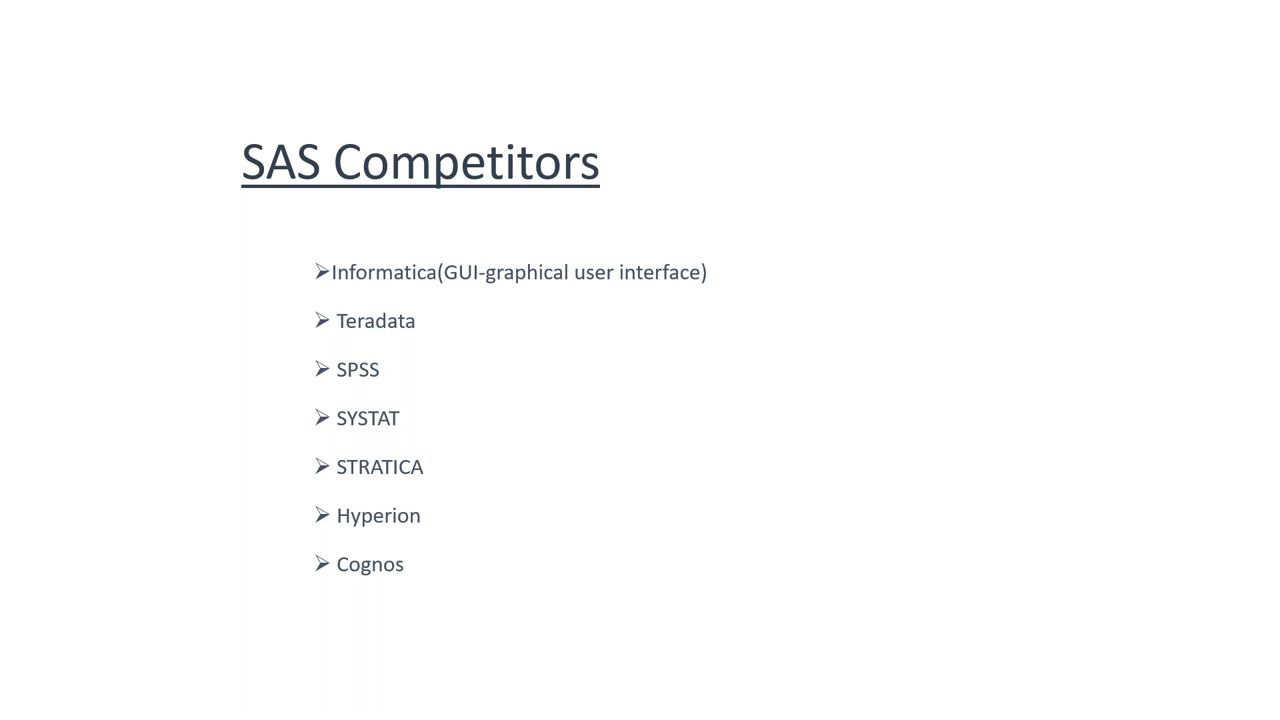 SAS Competitors
➢Informatica(GUI-graphical user interface)
➢ Teradata
➢ SPSS
➢ SYSTAT
➢ STRATICA
➢ Hyperion
➢ Cognos